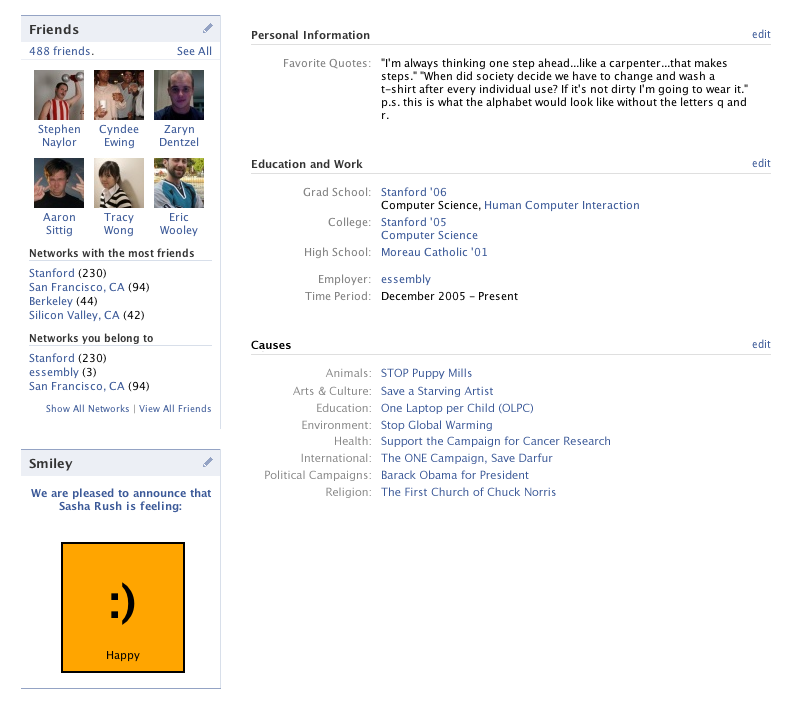 Friends
488 friends.
See All
Stephen Naylor
Cyndee Ewing
Zaryn Dentzel
Aaron Sittig
Tracy Wong
Eric Wooley
Networks with the most friends
Stanford (230)
San Francisco, CA (94)
Berkeley (44)
Silicon Valley, CA (42)
Networks you belong to
Stanford (230)
essembly (3)
San Francisco, CA (94)
Show All Networks | View All Friends
Smiley
We are pleased to announce that
Sasha Rush is feeling:
:)
Happy
Personal Information
edit
Favorite Quotes: "I'm always thinking one step ahead...like a carpenter...that makes
steps." "When did society decide we have to change and wash a
t-shirt after every individual use? If it's not dirty I'm going to wear it."
p.s. this is what the alphabet would look like without the letters q and
r.
Education and Work
edit
Grad School: Stanford '06
Computer Science, Human Computer Interaction
College: Stanford '05
Computer Science
High School: Moreau Catholic '01
Employer: essembly
Time Period: December 2005 - Present
Causes
edit
Animals: STOP Puppy Mills
Arts & Culture: Save a Starving Artist
Education: One Laptop per Child (OLPC)
Environment: Stop Global Warming
Health: Support the Campaign for Cancer Research
International: The ONE Campaign, Save Darfur
Political Campaigns: Barack Obama for President
Religion: The First Church of Chuck Norris